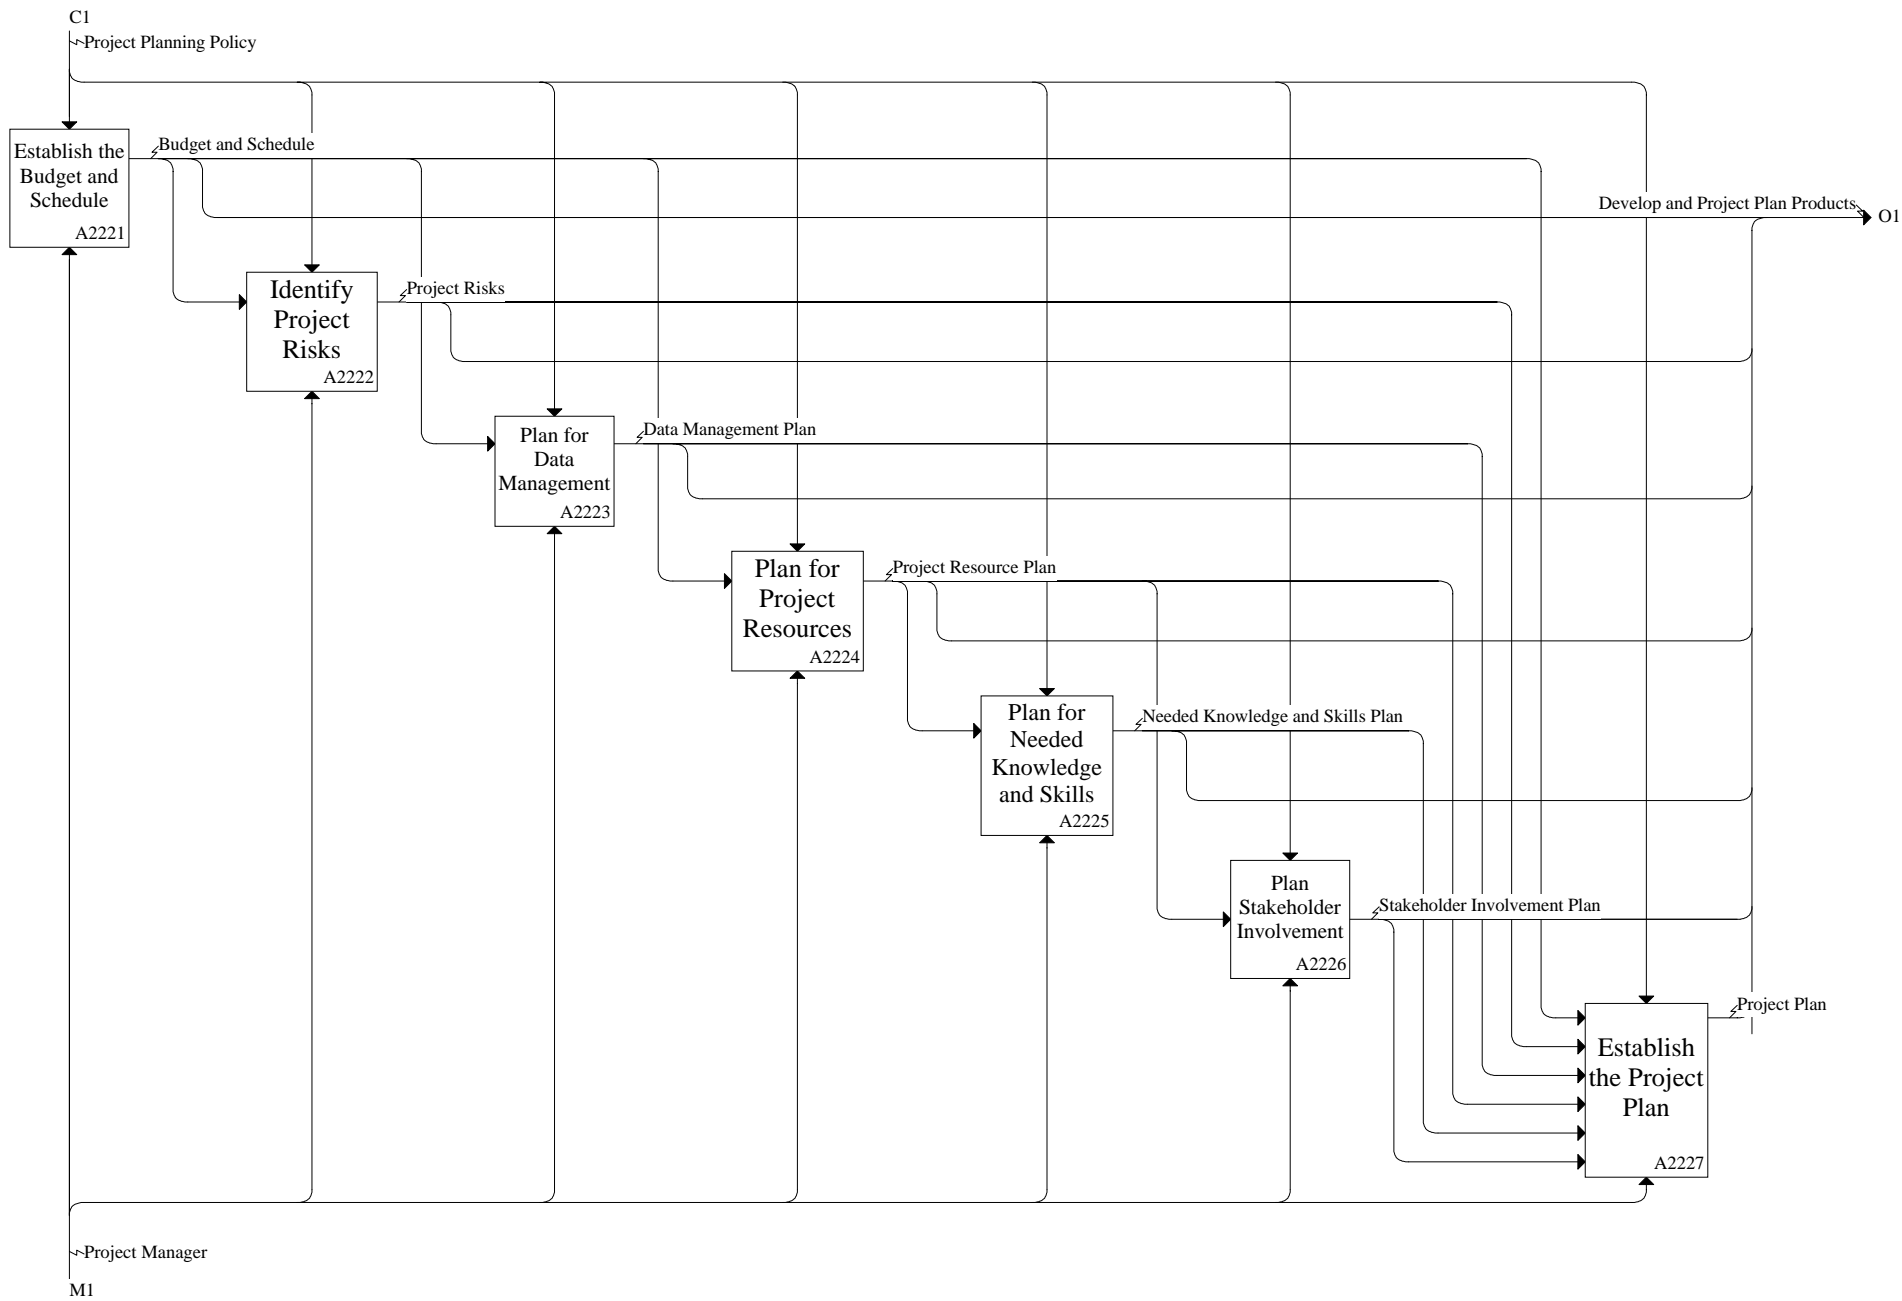 C1
Project Planning Policy
Establish the
Budget and
Schedule
A2221
Budget and Schedule
Develop and Project Plan Products
O1
Identify
Project
Risks
A2222
Project Risks
Plan for
Data
Management
A2223
Data Management Plan
Plan for
Project
Resources
A2224
Project Resource Plan
Plan for
Needed
Knowledge
and Skills
A2225
Needed Knowledge and Skills Plan
Plan
Stakeholder
Involvement
A2226
Stakeholder Involvement Plan
Establish
the Project
Plan
A2227
Project Plan
Project Manager
M1